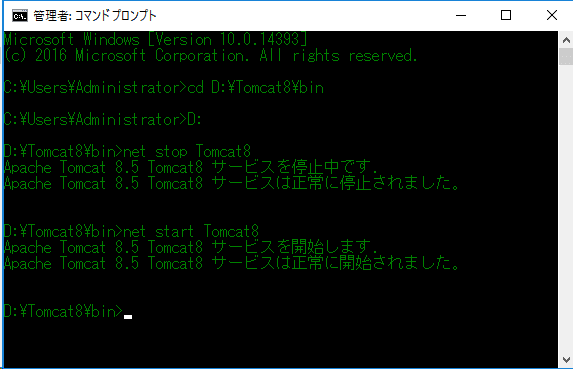 管理者: コマンドプロンプト
Microsoft Windows [Version 10.0.14393]
(c) 2016 Microsoft Corporation. All rights reserved.
C:¥Users¥Administrator>cd D:¥Tomcat8¥bin
C:¥Users¥Administrator>D:
D:¥Tomcat8¥bin>net stop Tomcat8
Apache Tomcat 8.5 Tomcat8 サービスを停止中です.
Apache Tomcat 8.5 Tomcat8 サービスは正常に停止されました。
D:¥Tomcat8¥bin>net start Tomcat8
Apache Tomcat 8.5 Tomcat8 サービスを開始します.
Apache Tomcat 8.5 Tomcat8 サービスは正常に開始されました。
D:¥Tomcat8¥bin>